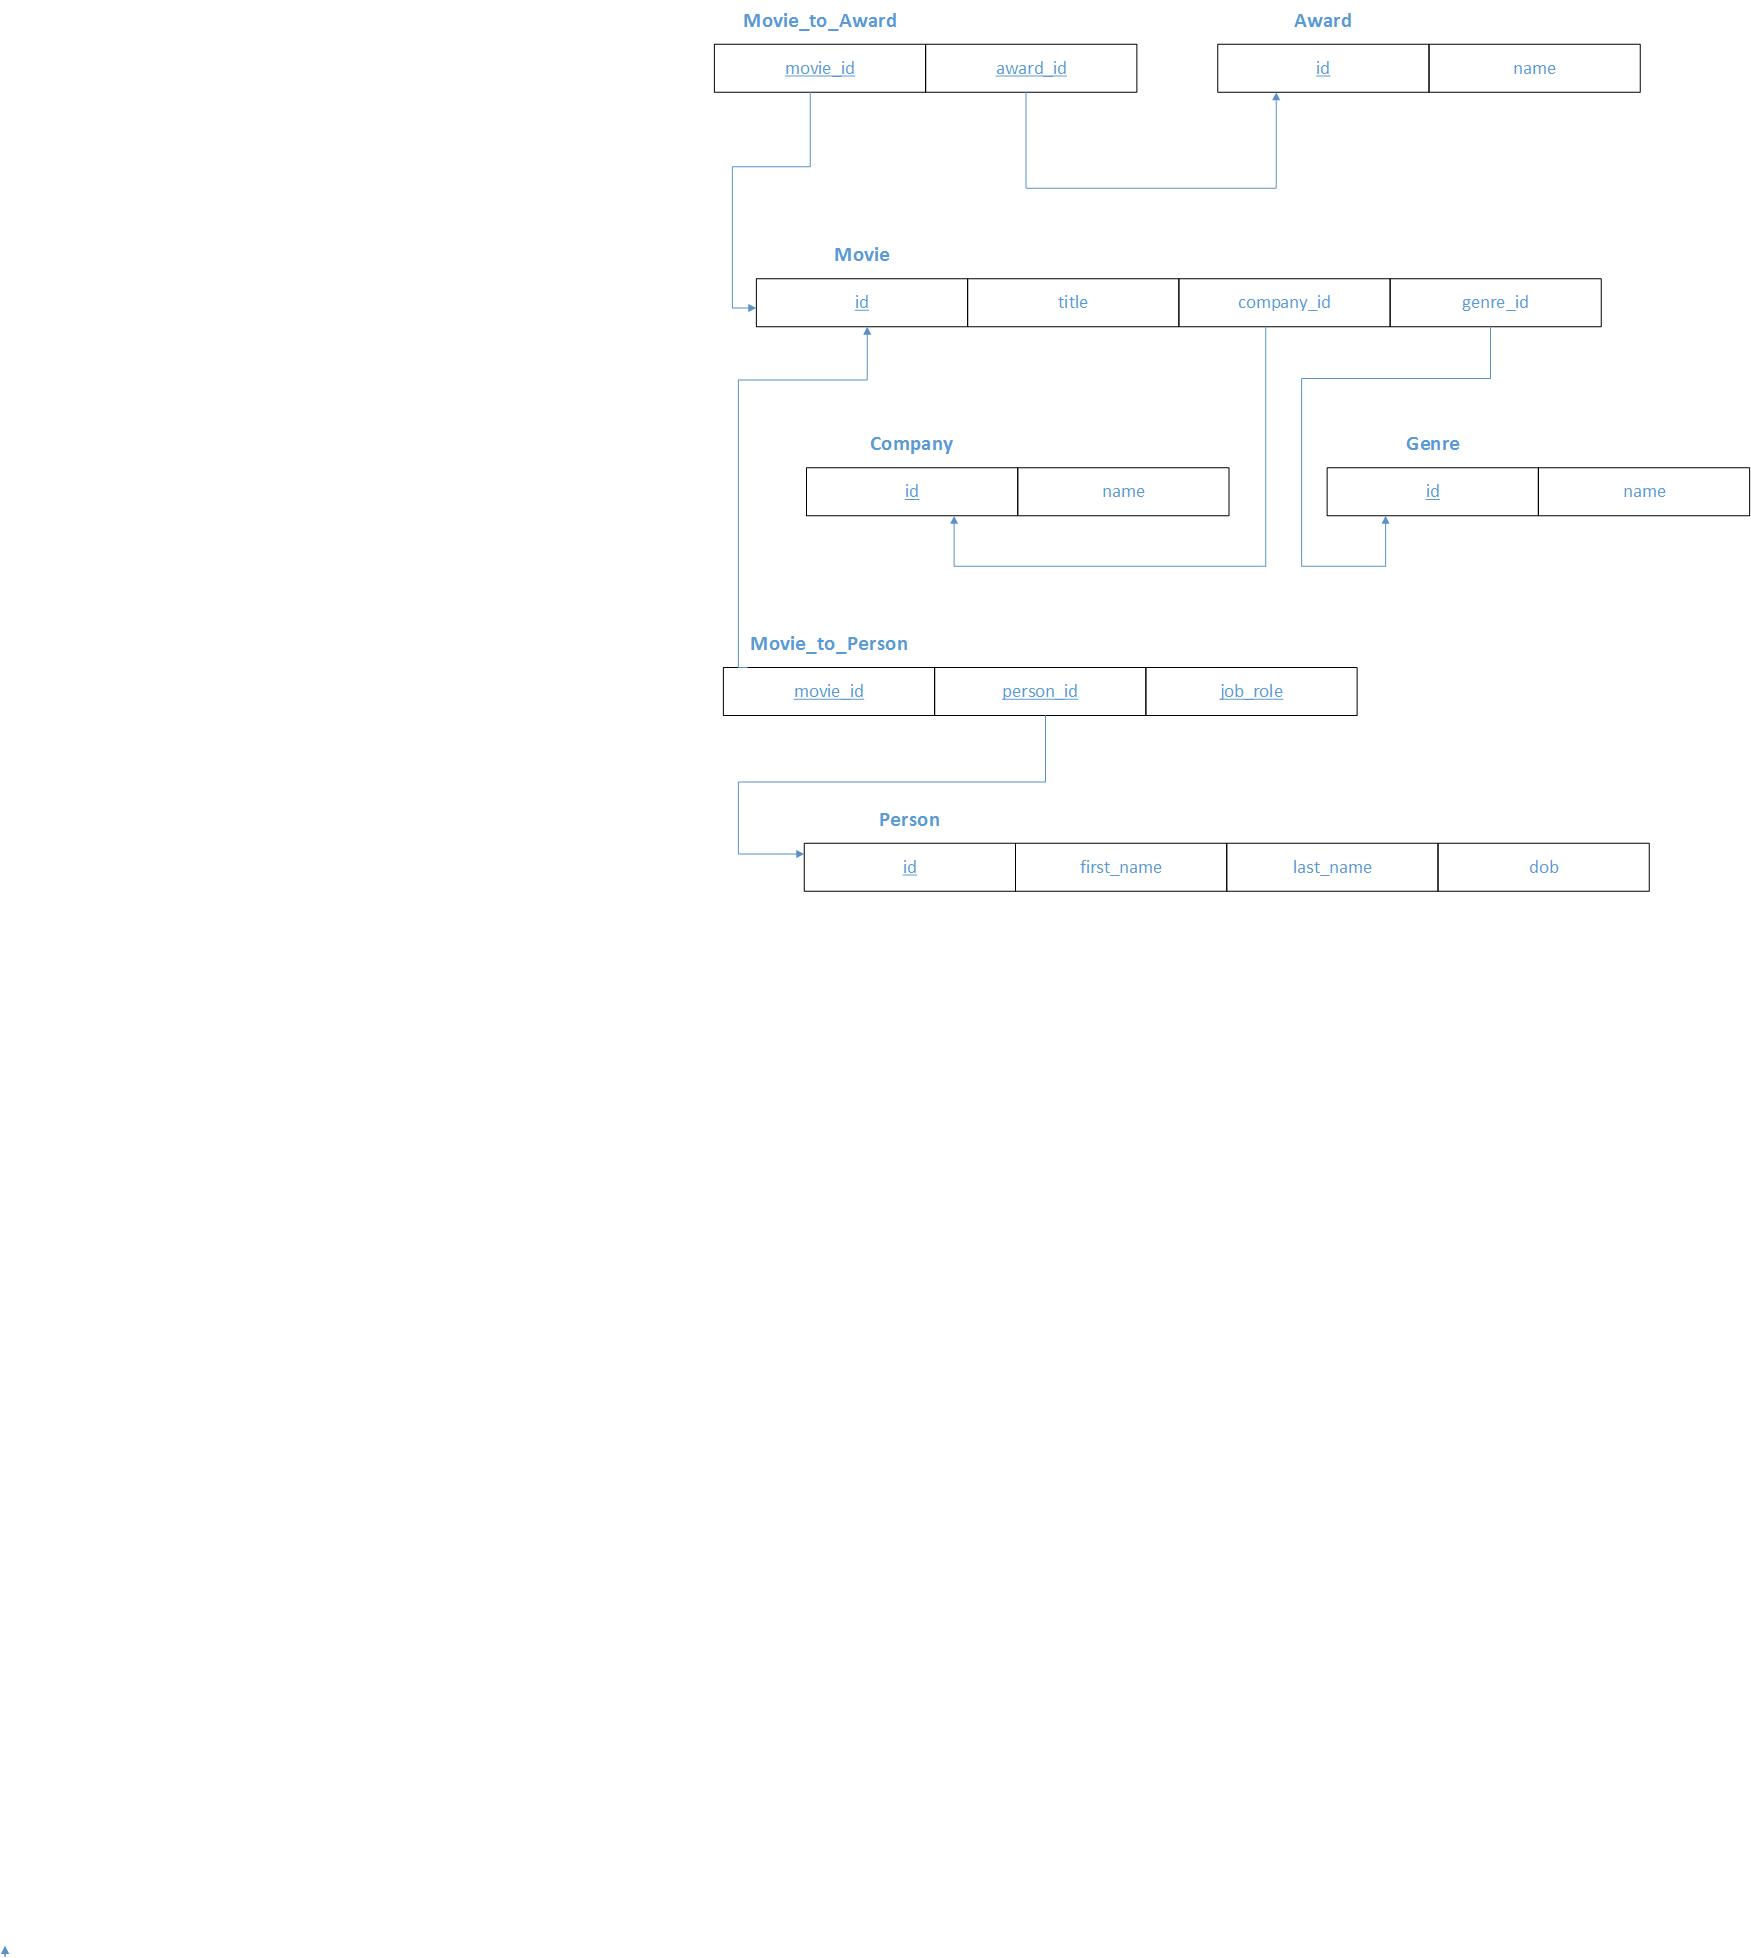 Movie_to_Award
Award
movie_id award_id
id name
Movie
id title company_id genre_id
Company
Genre
id name
id name
Movie_to_Person
movie_id person_id job_role
Person
id first_name last_name dob